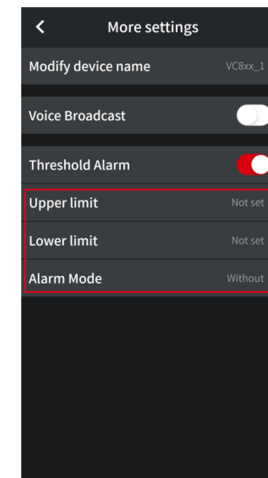 More settings
Modify device name VC8xx_1
Voice Broadcast
Threshold Alarm
Upper limit Not set
Lower limit Not set
Alarm Mode Without